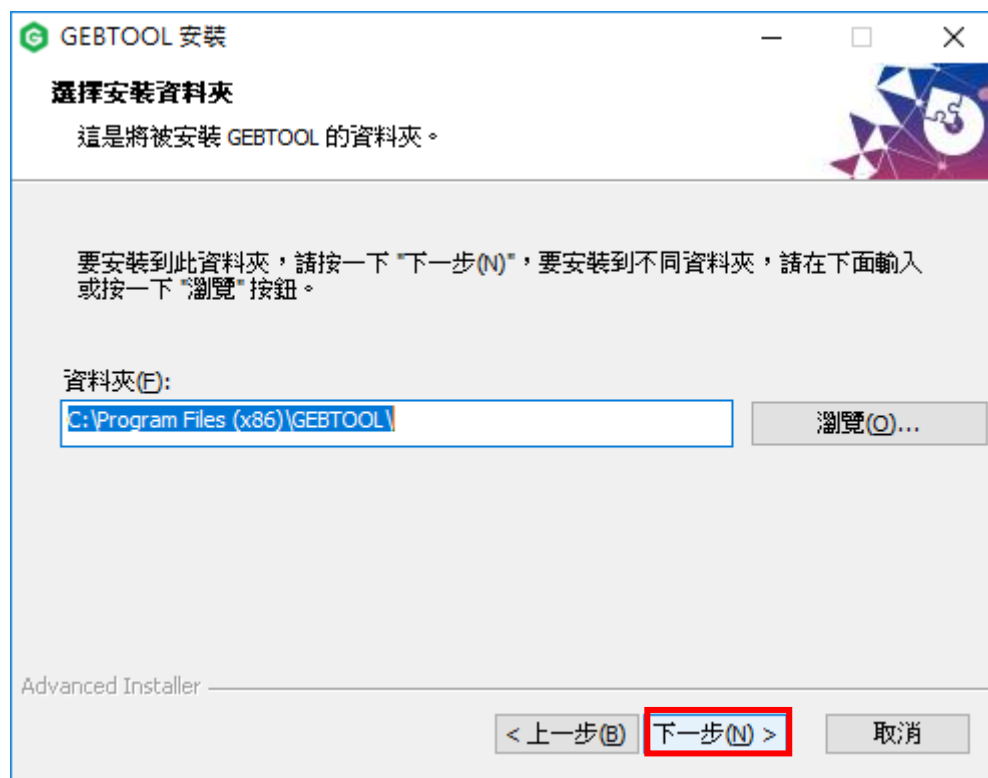 GEBTOOL 安裝
選擇安裝資料夾
這是將被安裝 GEBTOOL 的資料夾。
要安裝到此資料夾，請按一下 "下一步(N)"，要安裝到不同資料夾，請在下面輸入
或按一下 "瀏覽" 按鈕。
資料夾(F):
C:\Program Files (x86)\GEBTOOL\
瀏覽(O)...
Advanced Installer
< 上一步(B)
下一步(N) >
取消